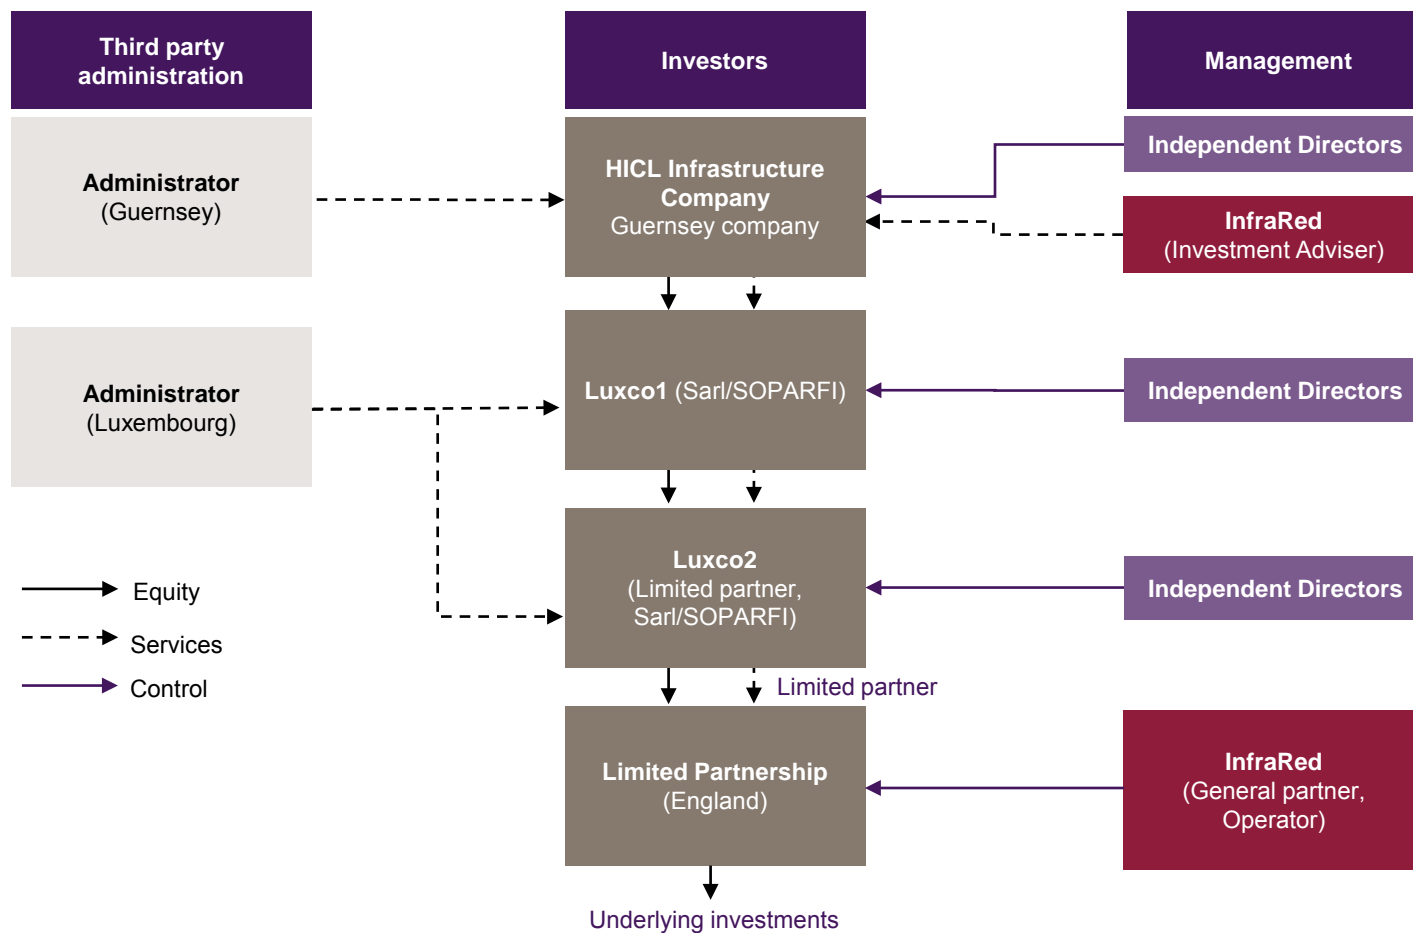 Third party
administration
Investors
Management
Administrator
(Guernsey)
HICL Infrastructure
Company
Guernsey company
Independent Directors
InfraRed
(Investment Adviser)
Administrator
(Luxembourg)
Luxco1 (Sarl/SOPARFI)
Independent Directors
Luxco2
(Limited partner,
Sarl/SOPARFI)
Independent Directors
Equity
Services
Control
Limited partner
Limited Partnership
(England)
InfraRed
(General partner,
Operator)
Underlying investments